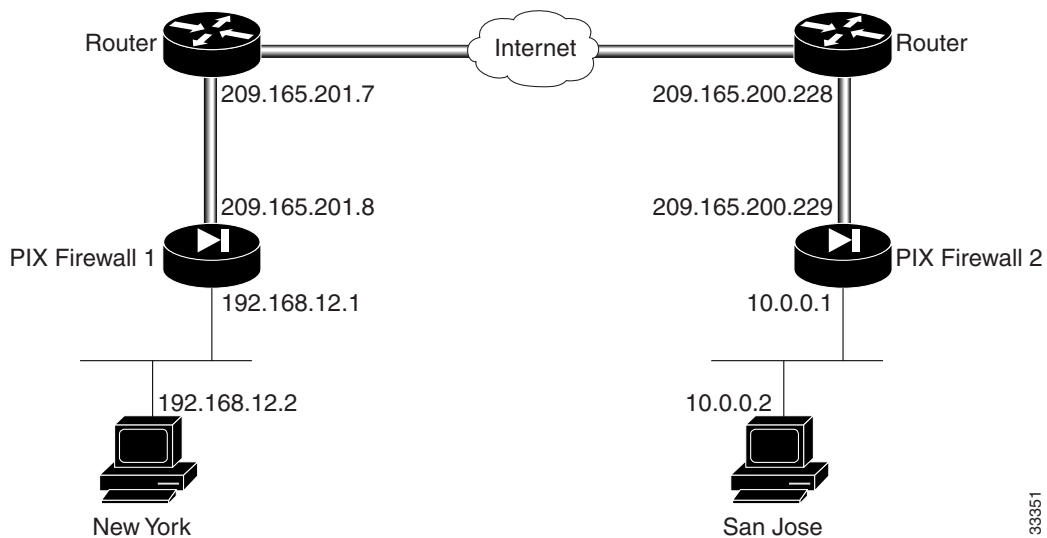 Router
Internet
Router
209.165.201.7
209.165.200.228
209.165.201.8
209.165.200.229
PIX Firewall 1
PIX Firewall 2
192.168.12.1
10.0.0.1
192.168.12.2
10.0.0.2
New York
San Jose
33351